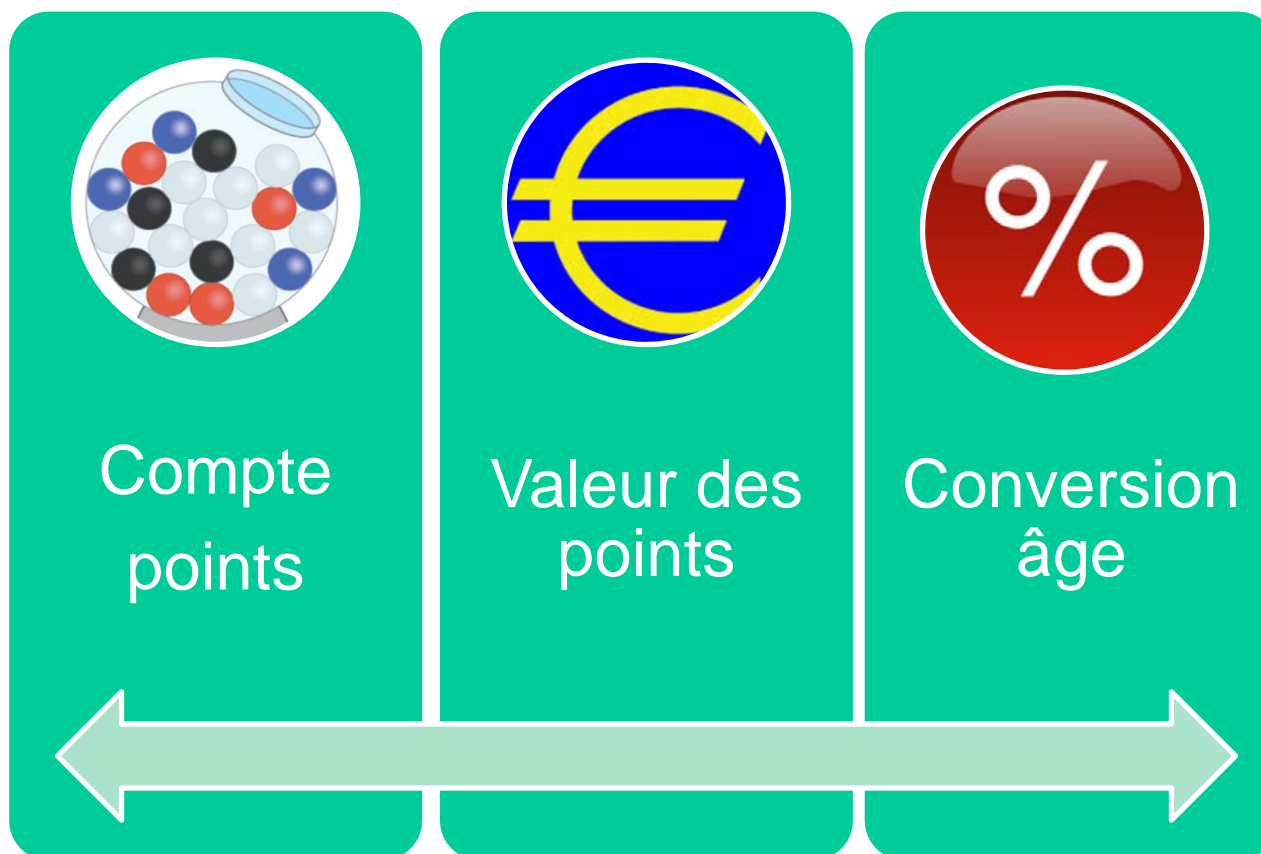 Compte
points
Valeur des
points
Conversion
âge
%